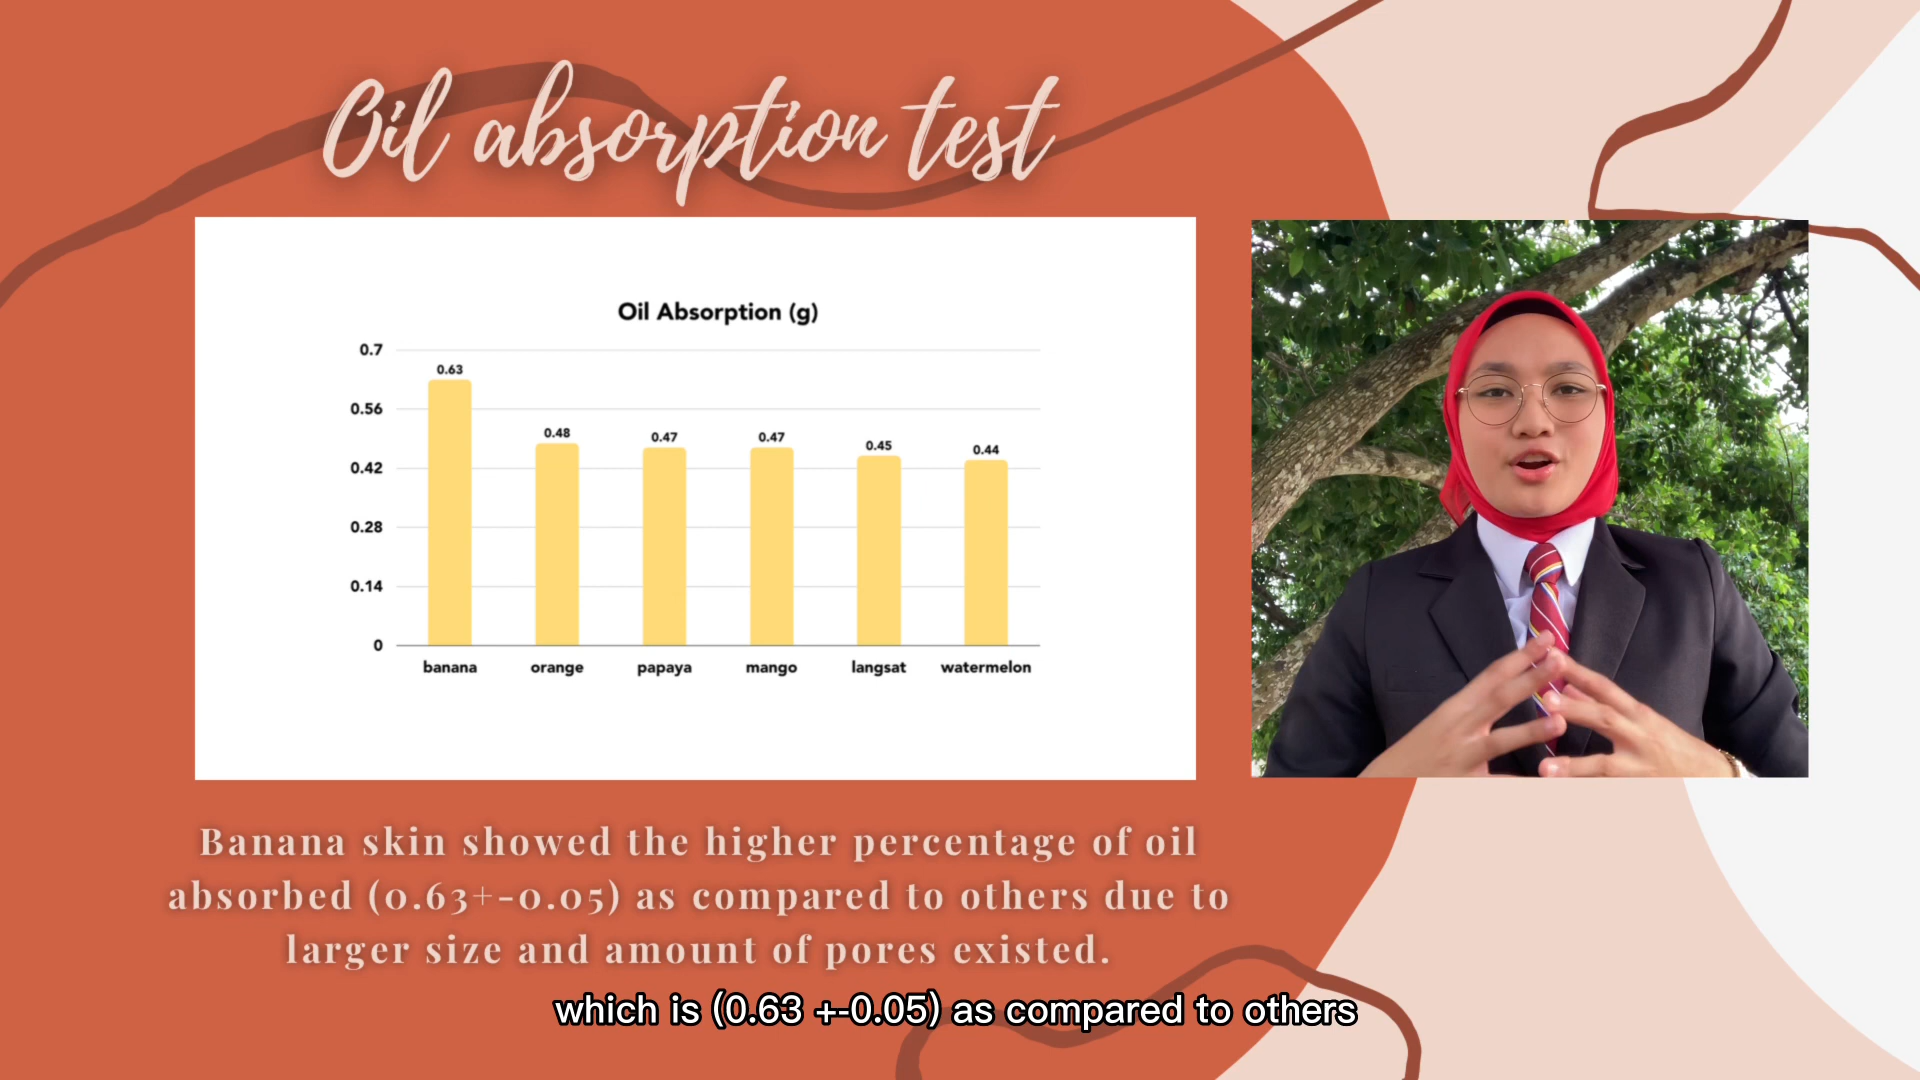 Oil absorption test
Oil Absorption (g)
0.7
0.56
0.42
0.28
0.14
0
0.63
0.48
0.47
0.47
0.45
0.44
banana
orange
papaya
mango
langsat
watermelon
Banana skin showed the higher percentage of oil
absorbed (0.63+-0.05) as compared to others due to
larger size and amount of pores existed.
which is (0.63 +-0.05) as compared to others